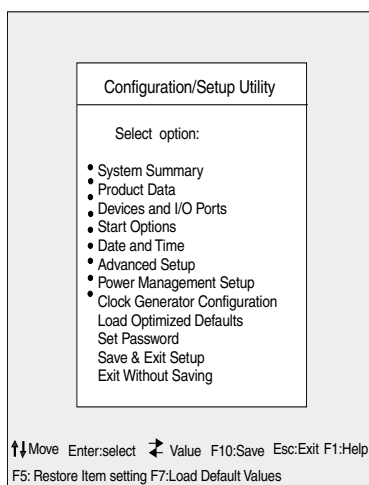 Configuration/Setup Utility
Select option:
• System Summary
• Product Data
• Devices and I/O Ports
• Start Options
• Date and Time
• Advanced Setup
• Power Management Setup
• Clock Generator Configuration
Load Optimized Defaults
Set Password
Save & Exit Setup
Exit Without Saving
↑↓Move Enter:select ⇄ Value F10:Save Esc:Exit F1:Help
F5: Restore Item setting F7:Load Default Values